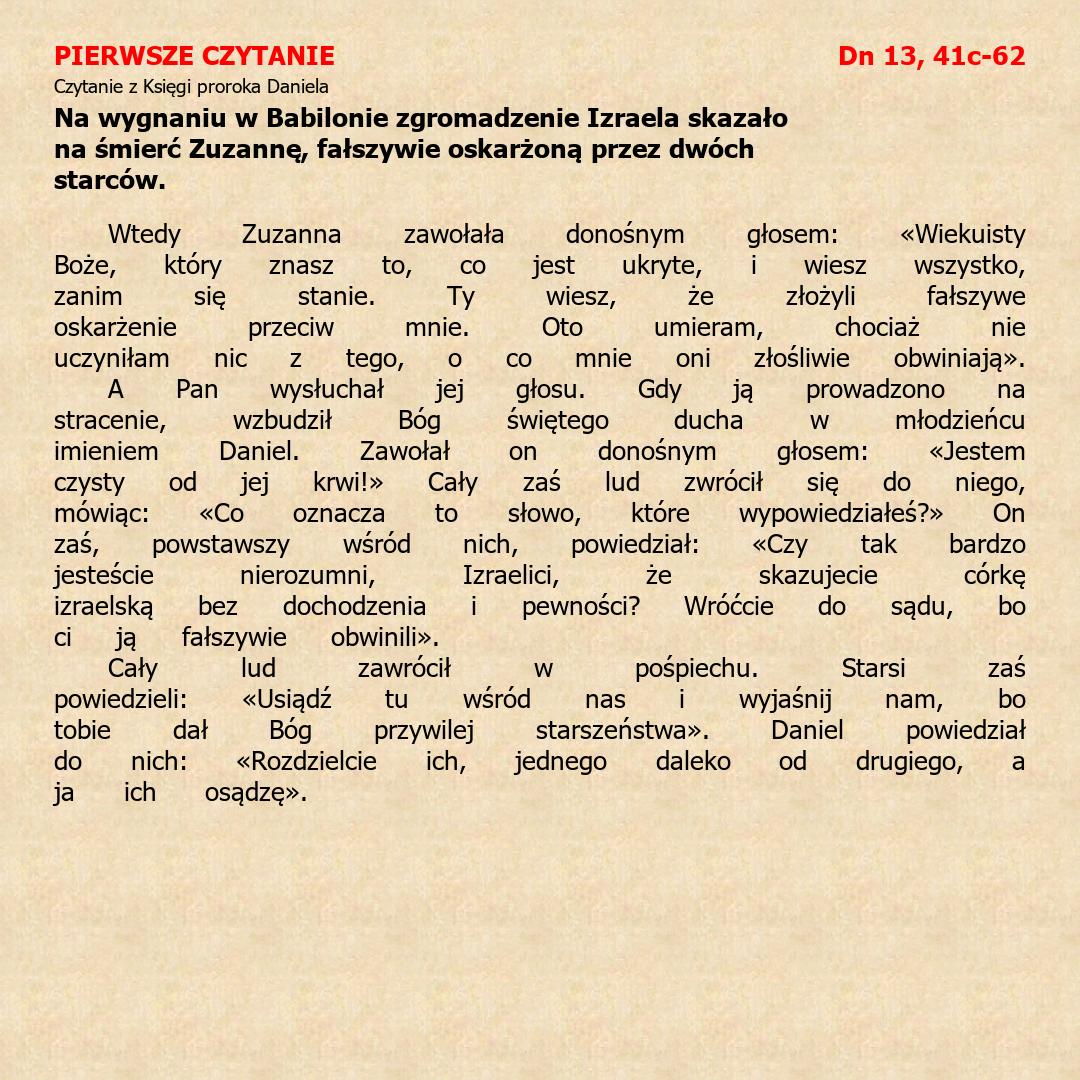 PIERWSZE CZYTANIE Dn 13, 41c-62
Czytanie z Księgi proroka Daniela
Na wygnaniu w Babilonie zgromadzenie Izraela skazało
na śmierć Zuzannę, fałszywie oskarżoną przez dwóch
starców.
Wtedy Zuzanna zawołała donośnym głosem: «Wiekuisty
Boże, który znasz to, co jest ukryte, i wiesz wszystko,
zanim się stanie. Ty wiesz, że złożyli fałszywe
oskarżenie przeciw mnie. Oto umieram, chociaż nie
uczyniłam nic z tego, o co mnie oni złośliwie obwiniają».
A Pan wysłuchał jej głosu. Gdy ją prowadzono na
stracenie, wzbudził Bóg świętego ducha w młodzieńcu
imieniem Daniel. Zawołał on donośnym głosem: «Jestem
czysty od jej krwi!» Cały zaś lud zwrócił się do niego,
mówiąc: «Co oznacza to słowo, które wypowiedziałeś?» On
zaś, powstawszy wśród nich, powiedział: «Czy tak bardzo
jesteście nierozumni, Izraelici, że skazujecie córkę
izraelską bez dochodzenia i pewności? Wróćcie do sądu, bo
ci ją fałszywie obwinili».
Cały lud zawrócił w pośpiechu. Starsi zaś
powiedzieli: «Usiądź tu wśród nas i wyjaśnij nam, bo
tobie dał Bóg przywilej starszeństwa». Daniel powiedział
do nich: «Rozdzielcie ich, jednego daleko od drugiego, a
ja ich osądzę».